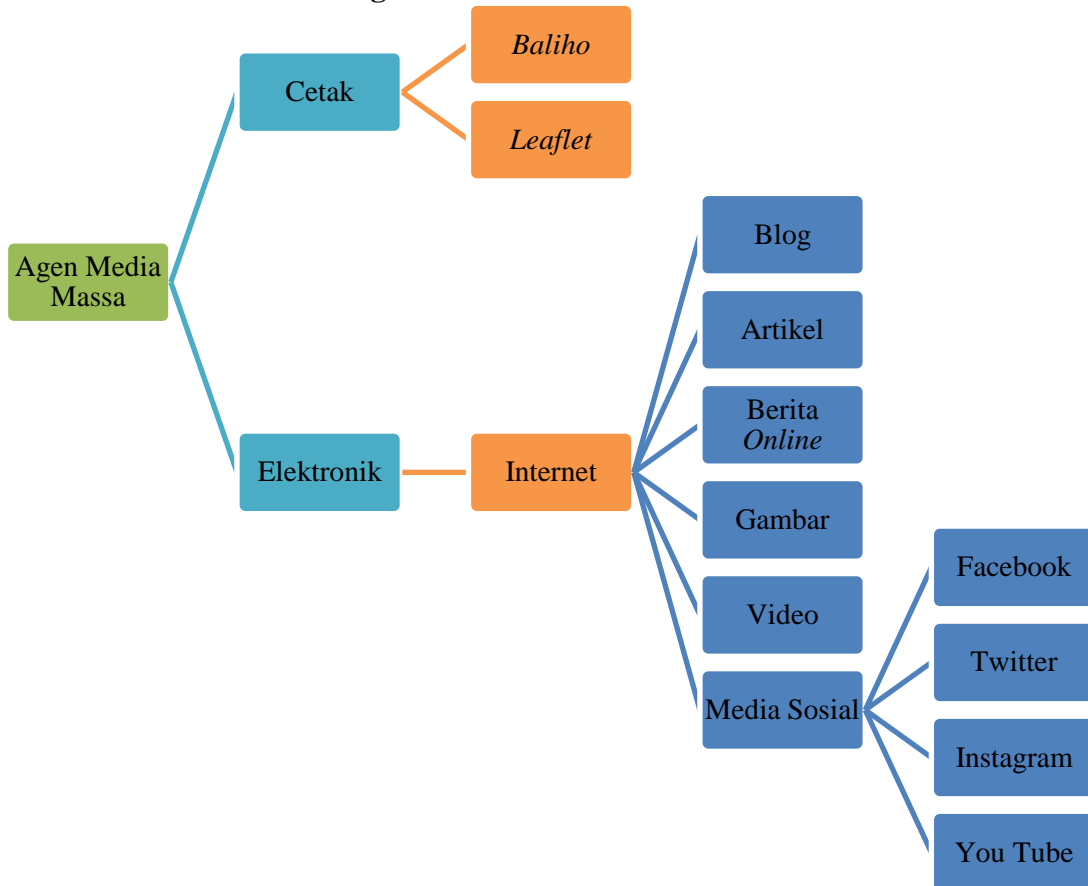 Agen Media
Massa
Cetak
Baliho
Leaflet
Elektronik
Internet
Blog
Artikel
Berita
Online
Gambar
Video
Media Sosial
Facebook
Twitter
Instagram
You Tube